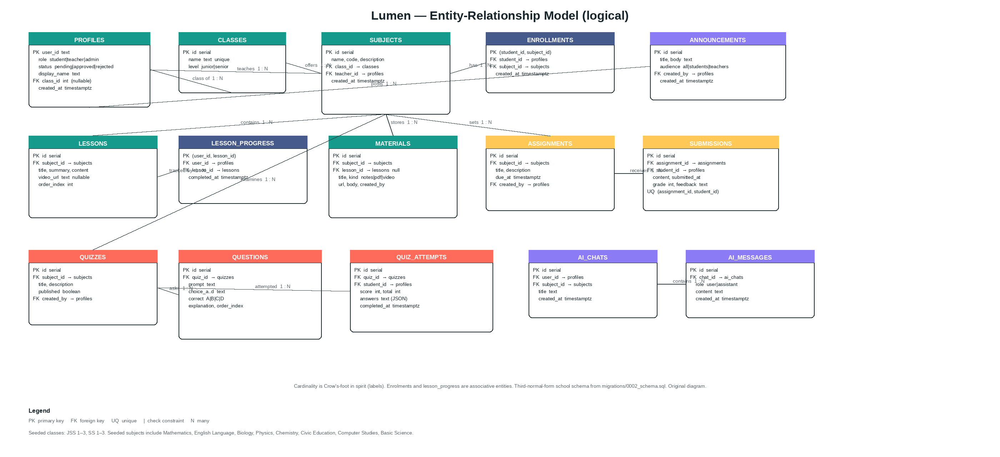 Lumen — Entity-Relationship Model (logical)
PROFILES
PK user_id text
role student|teacher|admin
status pending|approved|rejected
display_name text
FK class_id int (nullable)
created_at timestamptz
CLASSES
PK id serial
name text unique
level junior|senior
SUBJECTS
PK id serial
name, code, description
FK class_id → classes
FK teacher_id → profiles
created_at timestamptz
ENROLLMENTS
PK (student_id, subject_id)
FK student_id → profiles
FK subject_id → subjects
created_at timestamptz
ANNOUNCEMENTS
PK id serial
title, body text
audience all|students|teachers
FK created_by → profiles
created_at timestamptz
teaches 1 : N
class of 1 : N
offers 1 : N
has 1 : N
posts 1 : N
contains 1 : N
stores 1 : N
sets 1 : N
LESSONS
PK id serial
FK subject_id → subjects
title, summary, content
video_url text nullable
order_index int
LESSON_PROGRESS
PK (user_id, lesson_id)
FK user_id → profiles
FK lesson_id → lessons
completed_at timestamptz
MATERIALS
PK id serial
FK subject_id → subjects
FK lesson_id → lessons null
title, kind notes|pdf|video
url, body, created_by
ASSIGNMENTS
PK id serial
FK subject_id → subjects
title, description
due_at timestamptz
FK created_by → profiles
SUBMISSIONS
PK id serial
FK assignment_id → assignments
FK student_id → profiles
content, submitted_at
grade int, feedback text
UQ (assignment_id, student_id)
tracked by 1 : N
examines 1 : N
receives 1 : N
QUIZZES
PK id serial
FK subject_id → subjects
title, description
published boolean
FK created_by → profiles
QUESTIONS
PK id serial
FK quiz_id → quizzes
prompt text
choice_a..d text
correct A|B|C|D
explanation, order_index
QUIZ_ATTEMPTS
PK id serial
FK quiz_id → quizzes
FK student_id → profiles
score int, total int
answers text (JSON)
completed_at timestamptz
AI_CHATS
PK id serial
FK user_id → profiles
FK subject_id → subjects
title text
created_at timestamptz
AI_MESSAGES
PK id serial
FK chat_id → ai_chats
role user|assistant
content text
created_at timestamptz
asks 1 : N
attempted 1 : N
contains 1 : N
Cardinality is Crow's-foot in spirit (labels). Enrolments and lesson_progress are associative entities. Third-normal-form school schema from migrations/0002_schema.sql. Original diagram.
Legend
PK primary key FK foreign key UQ unique | check constraint N many
Seeded classes: JSS 1–3, SS 1–3. Seeded subjects include Mathematics, English Language, Biology, Physics, Chemistry, Civic Education, Computer Studies, Basic Science.